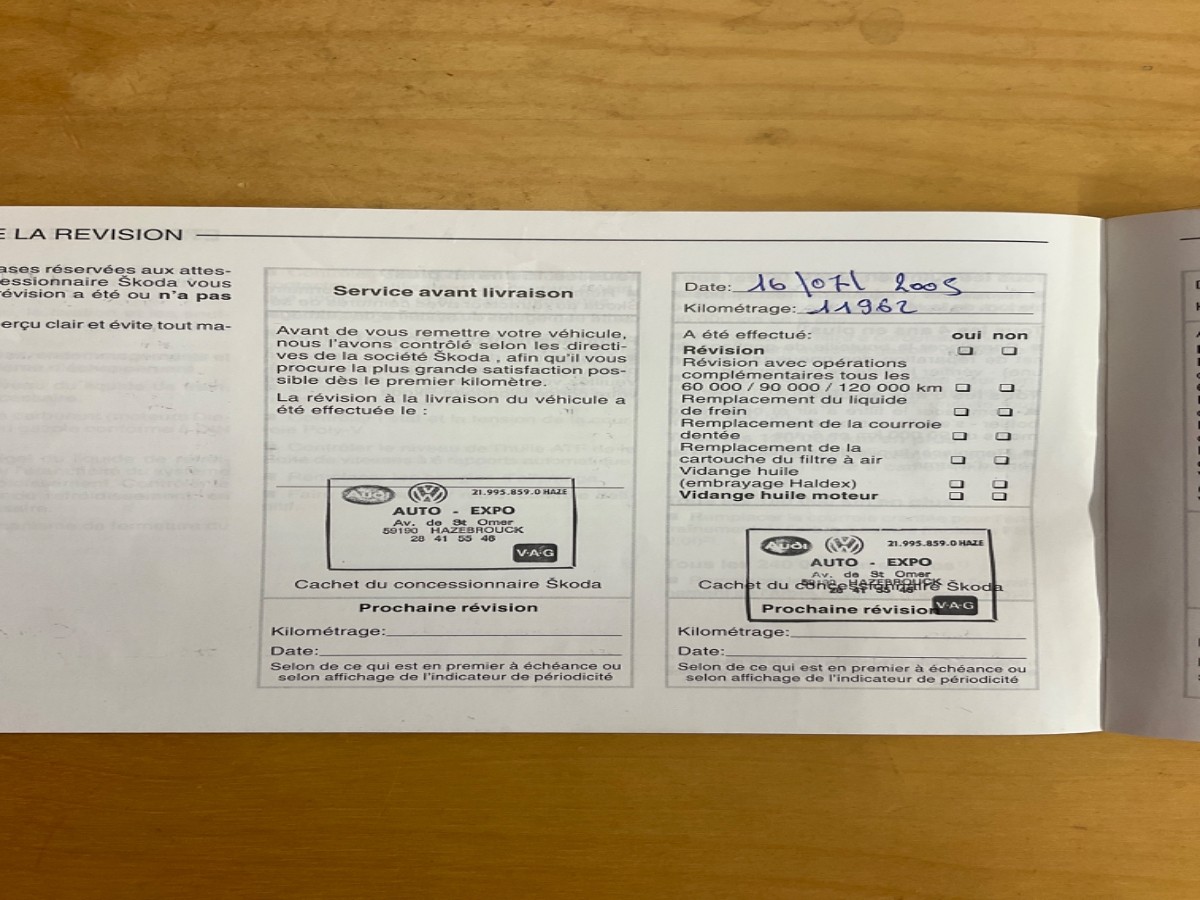 E LA REVISION
ases réservées aux attes-
essionnaire Škoda vous
révision a été ou n'a pas
erçu clair et évite tout ma-
Service avant livraison
Avant de vous remettre votre véhicule,
nous l'avons contrôlé selon les directi-
ves de la société Škoda , afin qu'il vous
procure la plus grande satisfaction pos-
sible dès le premier kilomètre.
La révision à la livraison du véhicule a
été effectuée le :
Audi 21.995.859.0 HAZE
AUTO - EXPO
Av. de St Omer
59190 HAZEBROUCK
28 41 55 46
V·A·G
Cachet du concessionnaire Škoda
Prochaine révision
Kilométrage:
Date:
Selon de ce qui est en premier à échéance ou
selon affichage de l'indicateur de périodicité
Date: 16/07/2005
Kilométrage: 11962
A été effectué: oui non
Révision
Révision avec opérations
complémentaires tous les
60 000 / 90 000 / 120 000 km
Remplacement du liquide
de frein
Remplacement de la courroie
dentée
Remplacement de la
cartouche du filtre à air
Vidange huile
(embrayage Haldex)
Vidange huile moteur
Audi 21.995.859.0 HAZE
AUTO - EXPO
Av. de St Omer
Cachet du concessionnaire Škoda
59190 HAZEBROUCK
28 41 55 46
Prochaine révision V·A·G
Kilométrage:
Date:
Selon de ce qui est en premier à échéance ou
selon affichage de l'indicateur de périodicité